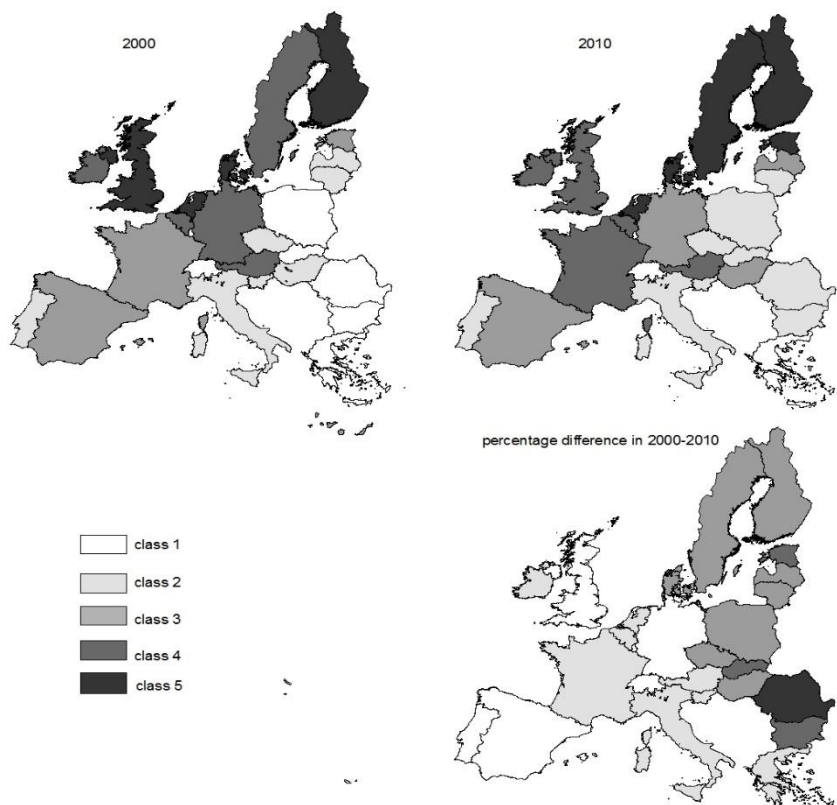 2000
2010
percentage difference in 2000-2010
class 1
class 2
class 3
class 4
class 5